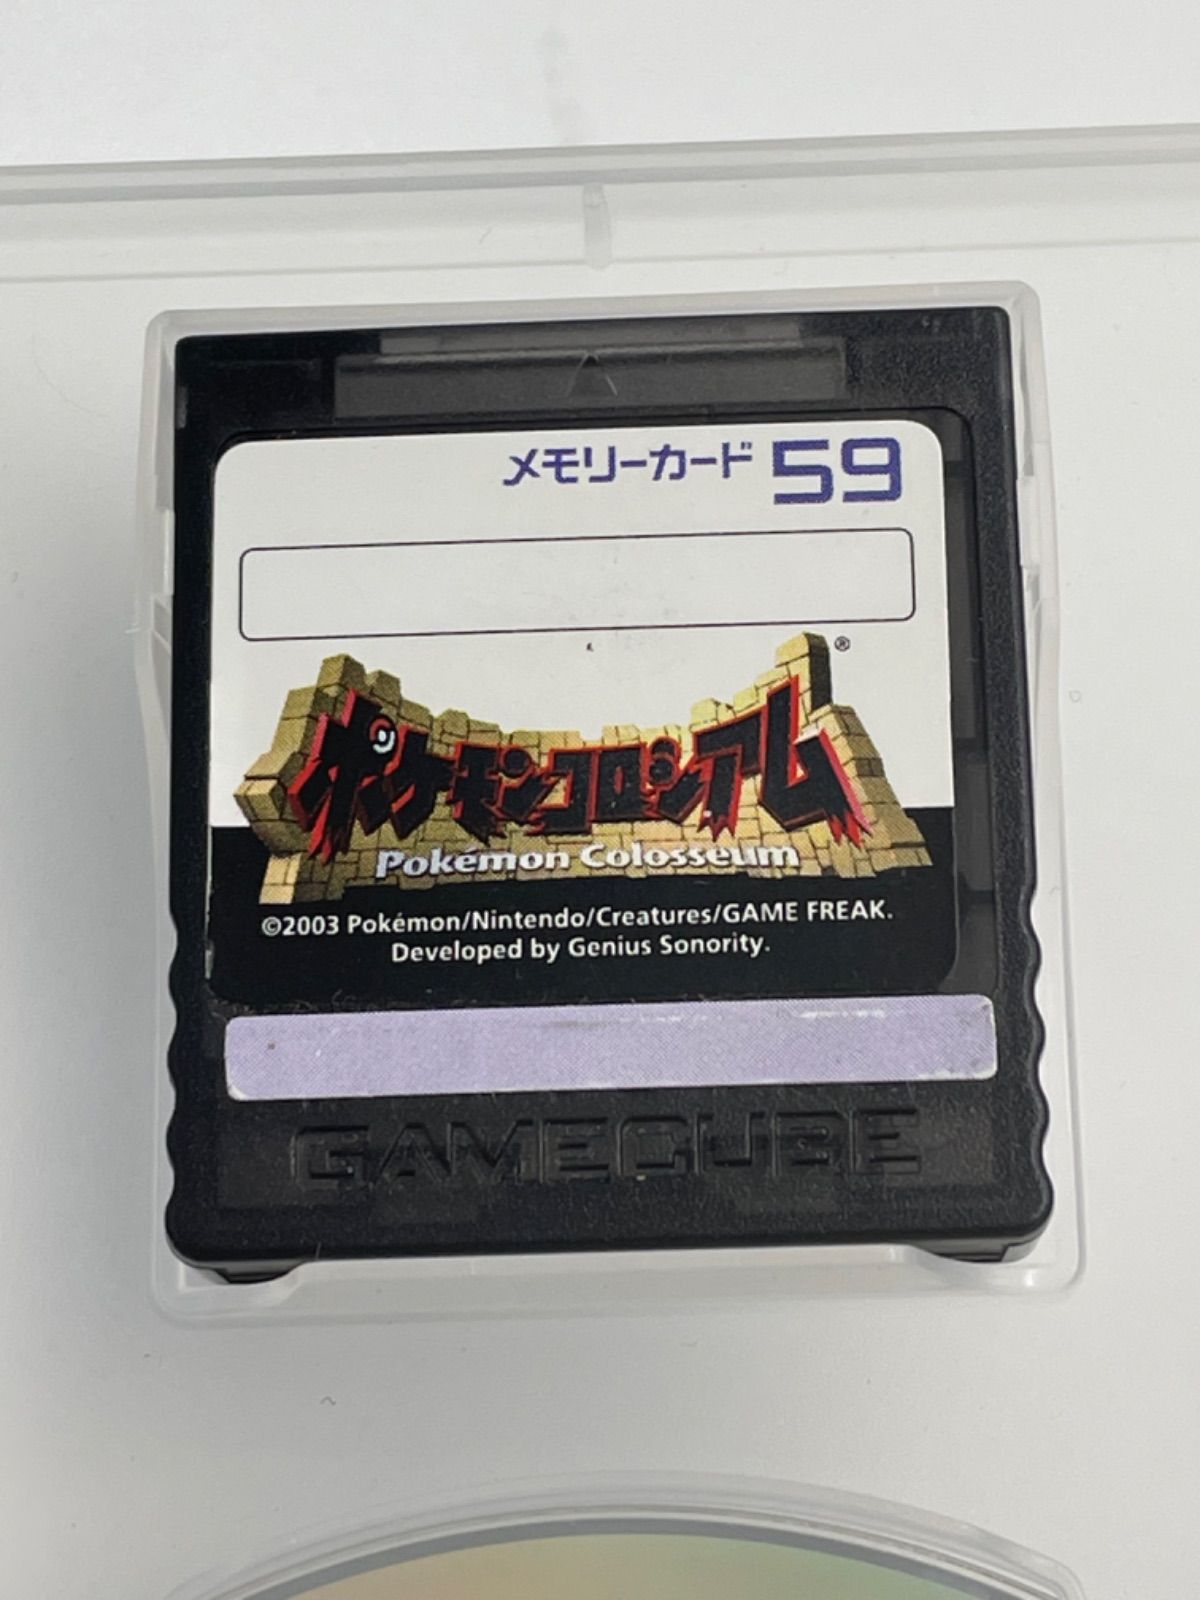 メモリーカード 59
®
ポケモンコロシアム
Pokémon Colosseum
©2003 Pokémon/Nintendo/Creatures/GAME FREAK.
Developed by Genius Sonority.
GAMECUBE